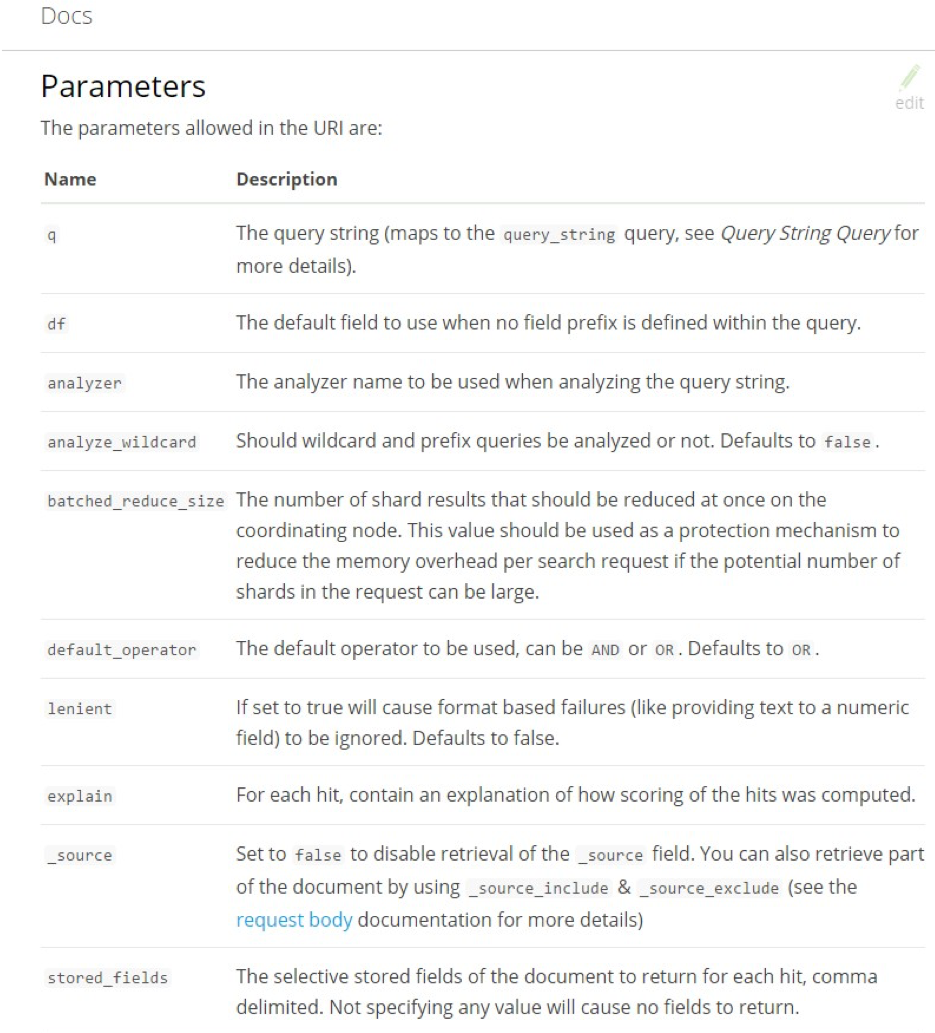 Docs
Parameters
edit
The parameters allowed in the URI are:
Name Description
q The query string (maps to the query_string query, see Query String Query for
more details).
df The default field to use when no field prefix is defined within the query.
analyzer The analyzer name to be used when analyzing the query string.
analyze_wildcard Should wildcard and prefix queries be analyzed or not. Defaults to false.
batched_reduce_size The number of shard results that should be reduced at once on the
coordinating node. This value should be used as a protection mechanism to
reduce the memory overhead per search request if the potential number of
shards in the request can be large.
default_operator The default operator to be used, can be AND or OR. Defaults to OR.
lenient If set to true will cause format based failures (like providing text to a numeric
field) to be ignored. Defaults to false.
explain For each hit, contain an explanation of how scoring of the hits was computed.
_source Set to false to disable retrieval of the _source field. You can also retrieve part
of the document by using _source_include & _source_exclude (see the
request body documentation for more details)
stored_fields The selective stored fields of the document to return for each hit, comma
delimited. Not specifying any value will cause no fields to return.